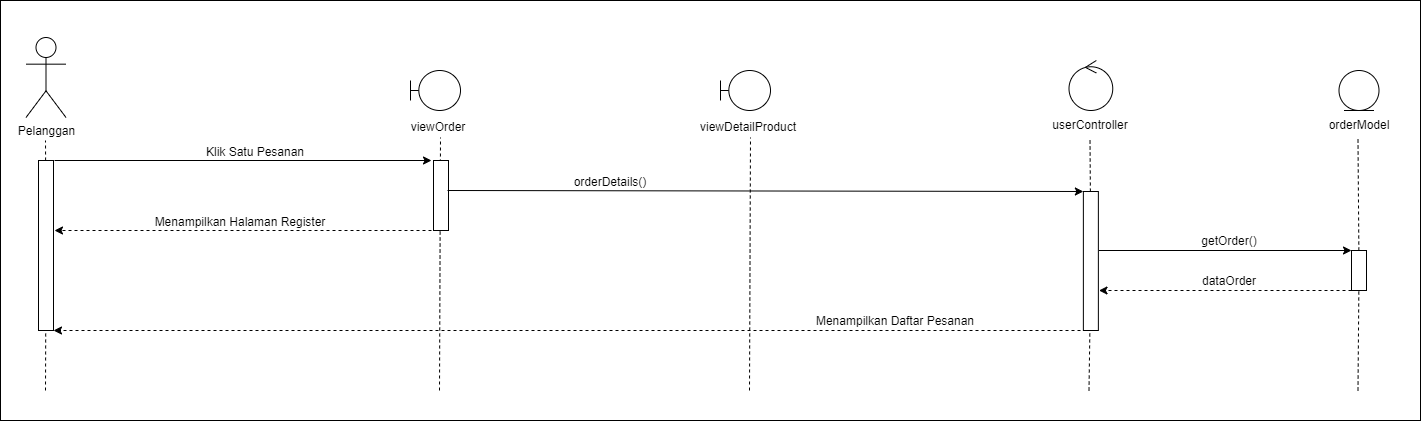 Pelanggan
viewOrder
viewDetailProduct
userController
orderModel
Klik Satu Pesanan
orderDetails()
Menampilkan Halaman Register
getOrder()
dataOrder
Menampilkan Daftar Pesanan